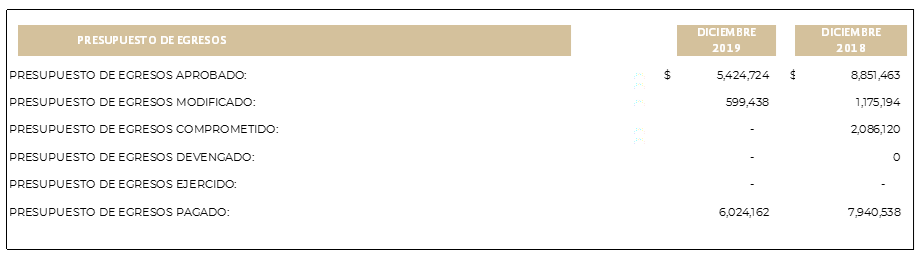 PRESUPUESTO DE EGRESOS DICIEMBRE 2019 DICIEMBRE 2018
PRESUPUESTO DE EGRESOS APROBADO: $ 5,424,724 $ 8,851,463
PRESUPUESTO DE EGRESOS MODIFICADO: 599,438 1,175,194
PRESUPUESTO DE EGRESOS COMPROMETIDO: - 2,086,120
PRESUPUESTO DE EGRESOS DEVENGADO: - 0
PRESUPUESTO DE EGRESOS EJERCIDO: - -
PRESUPUESTO DE EGRESOS PAGADO: 6,024,162 7,940,538